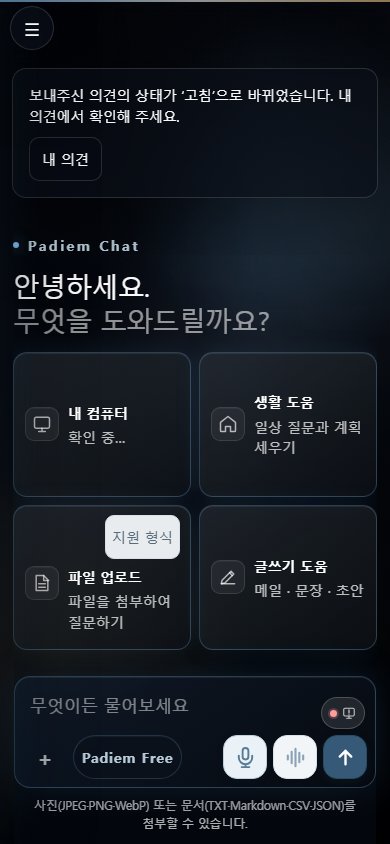 보내주신 의견의 상태가 '고침'으로 바뀌었습니다. 내
의견에서 확인해 주세요.
내 의견
Padiem Chat
안녕하세요.
무엇을 도와드릴까요?
내 컴퓨터
확인 중...
생활 도움
일상 질문과 계획
세우기
지원 형식
파일 업로드
파일을 첨부하여
질문하기
글쓰기 도움
메일 · 문장 · 초안
무엇이든 물어보세요
+
Padiem Free
사진(JPEG·PNG·WebP) 또는 문서(TXT·Markdown·CSV·JSON)를
첨부할 수 있습니다.